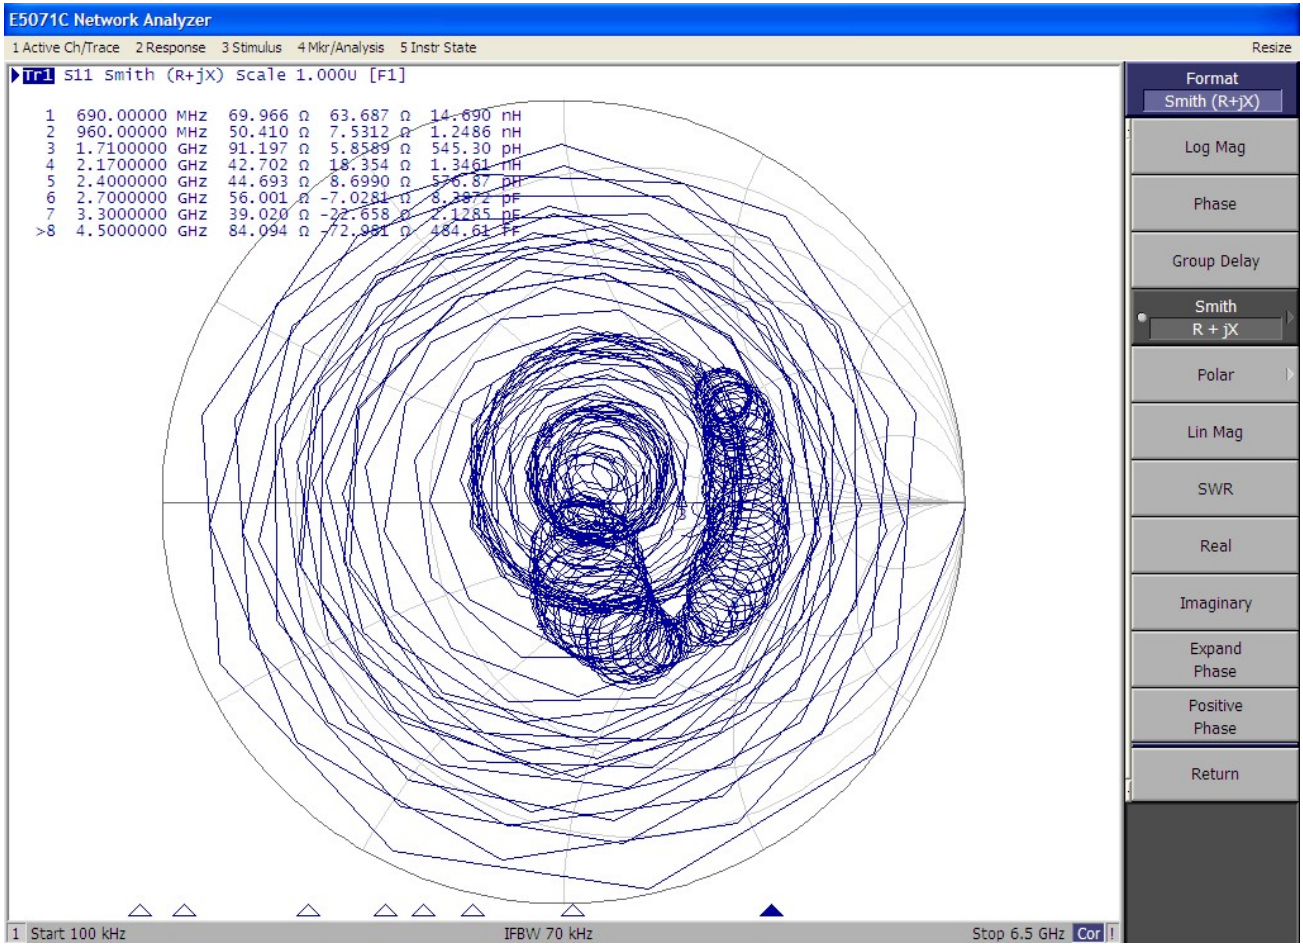 E5071C Network Analyzer
1 Active Ch/Trace 2 Response 3 Stimulus 4 Mkr/Analysis 5 Instr State Resize
Tr1 S11 Smith (R+jX) Scale 1.000U [F1]
1 690.00000 MHz 69.966 Ω 63.687 Ω 14.690 nH
2 960.00000 MHz 50.410 Ω 7.5312 Ω 1.2486 nH
3 1.7100000 GHz 91.197 Ω 5.8589 Ω 545.30 pH
4 2.1700000 GHz 42.702 Ω 18.354 Ω 1.3461 nH
5 2.4000000 GHz 44.693 Ω 8.6990 Ω 576.87 pH
6 2.7000000 GHz 56.001 Ω -7.0281 Ω 8.3872 pF
7 3.3000000 GHz 39.020 Ω -22.658 Ω 2.1285 pF
>8 4.5000000 GHz 84.094 Ω -72.981 Ω 484.61 fF
Format
Smith (R+jX)
Log Mag
Phase
Group Delay
Smith
R + jX
Polar
Lin Mag
SWR
Real
Imaginary
Expand
Phase
Positive
Phase
Return
1 Start 100 kHz IFBW 70 kHz Stop 6.5 GHz Cor !